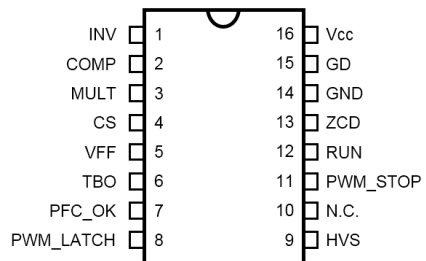 INV 1 16 Vcc
COMP 2 15 GD
MULT 3 14 GND
CS 4 13 ZCD
VFF 5 12 RUN
TBO 6 11 PWM_STOP
PFC_OK 7 10 N.C.
PWM_LATCH 8 9 HVS